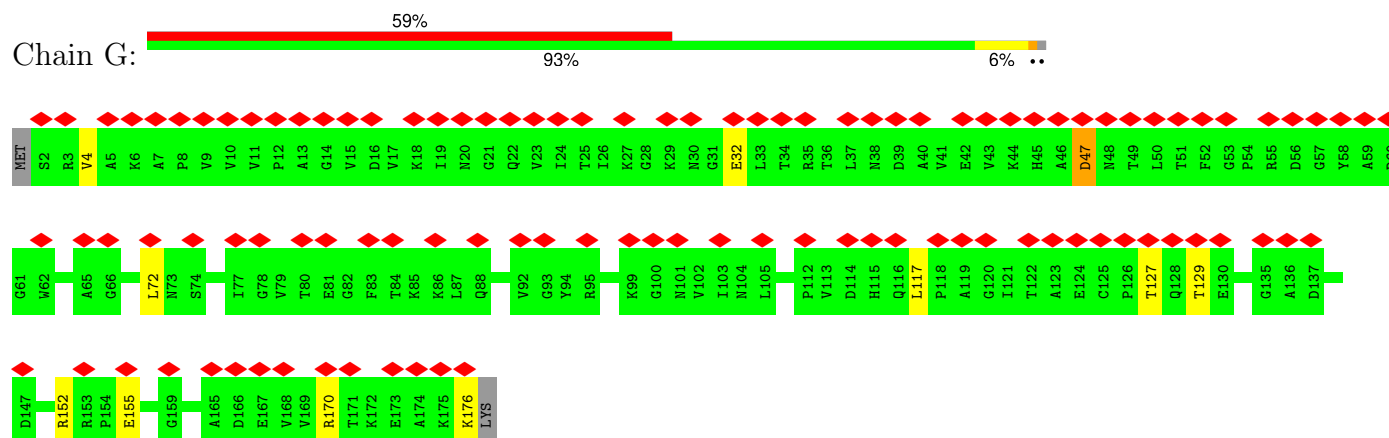 59%
Chain G:
93% 6% ••
MET S2 R3 V4 A5 K6 A7 P8 V9 V10 V11 P12 A13 G14 V15 D16 V17 K18 I19 N20 G21 Q22 V23 I24 T25 I26 K27 G28 K29 N30 G31 E32 L33 T34 R35 T36 L37 N38 D39 A40 V41 E42 V43 K44 H45 A46 D47 N48 T49 L50 T51 F52 G53 P54 R55 D56 G57 Y58 A59
G61 W62 A65 G66 L72 N73 S74 I77 G78 V79 T80 E81 G82 F83 T84 K85 K86 L87 Q88 V92 G93 Y94 R95 K99 G100 N101 V102 I103 N104 L105 P112 V113 D114 H115 Q116 L117 P118 A119 G120 I121 T122 A123 E124 C125 P126 T127 Q128 T129 E130 G135 A136 D137
D147 R152 R153 P154 E155 G159 A165 D166 E167 V168 V169 R170 T171 K172 E173 A174 K175 K176 LYS